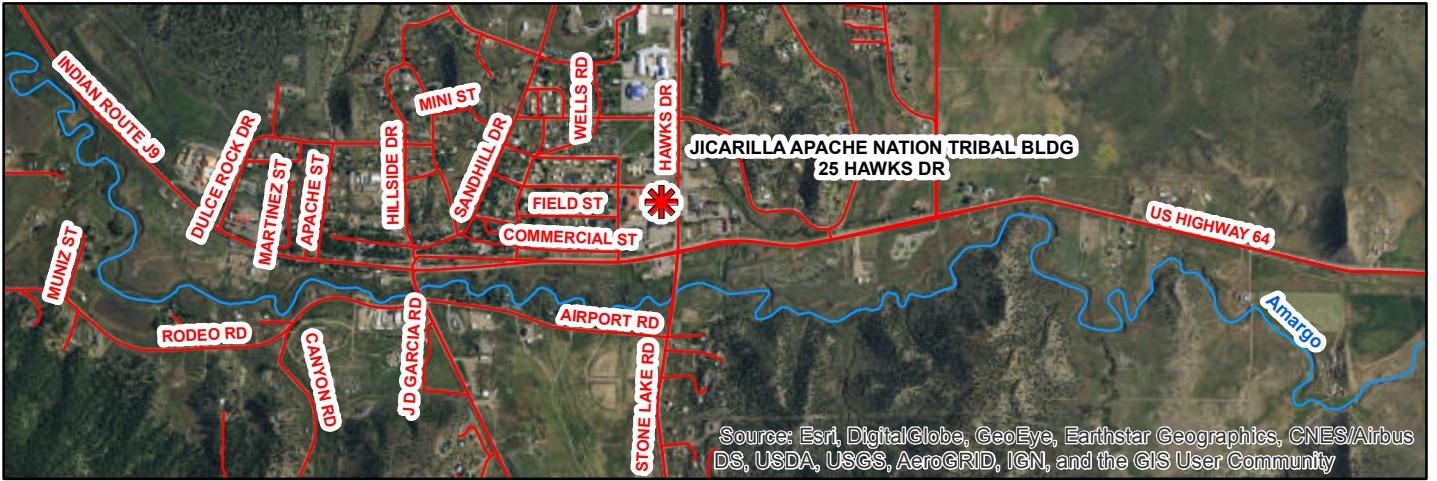 INDIAN ROUTE J9
DULCE ROCK DR
MARTINEZ ST
APACHE ST
HILLSIDE DR
MINI ST
SANDHILL DR
WELLS RD
HAWKS DR
JICARILLA APACHE NATION TRIBAL BLDG
25 HAWKS DR
FIELD ST
COMMERCIAL ST
US HIGHWAY 64
MUNIZ ST
RODEO RD
CANYON RD
J D GARCIA RD
AIRPORT RD
STONE LAKE RD
Amargo
Source: Esri, DigitalGlobe, GeoEye, Earthstar Geographics, CNES/Airbus
DS, USDA, USGS, AeroGRID, IGN, and the GIS User Community